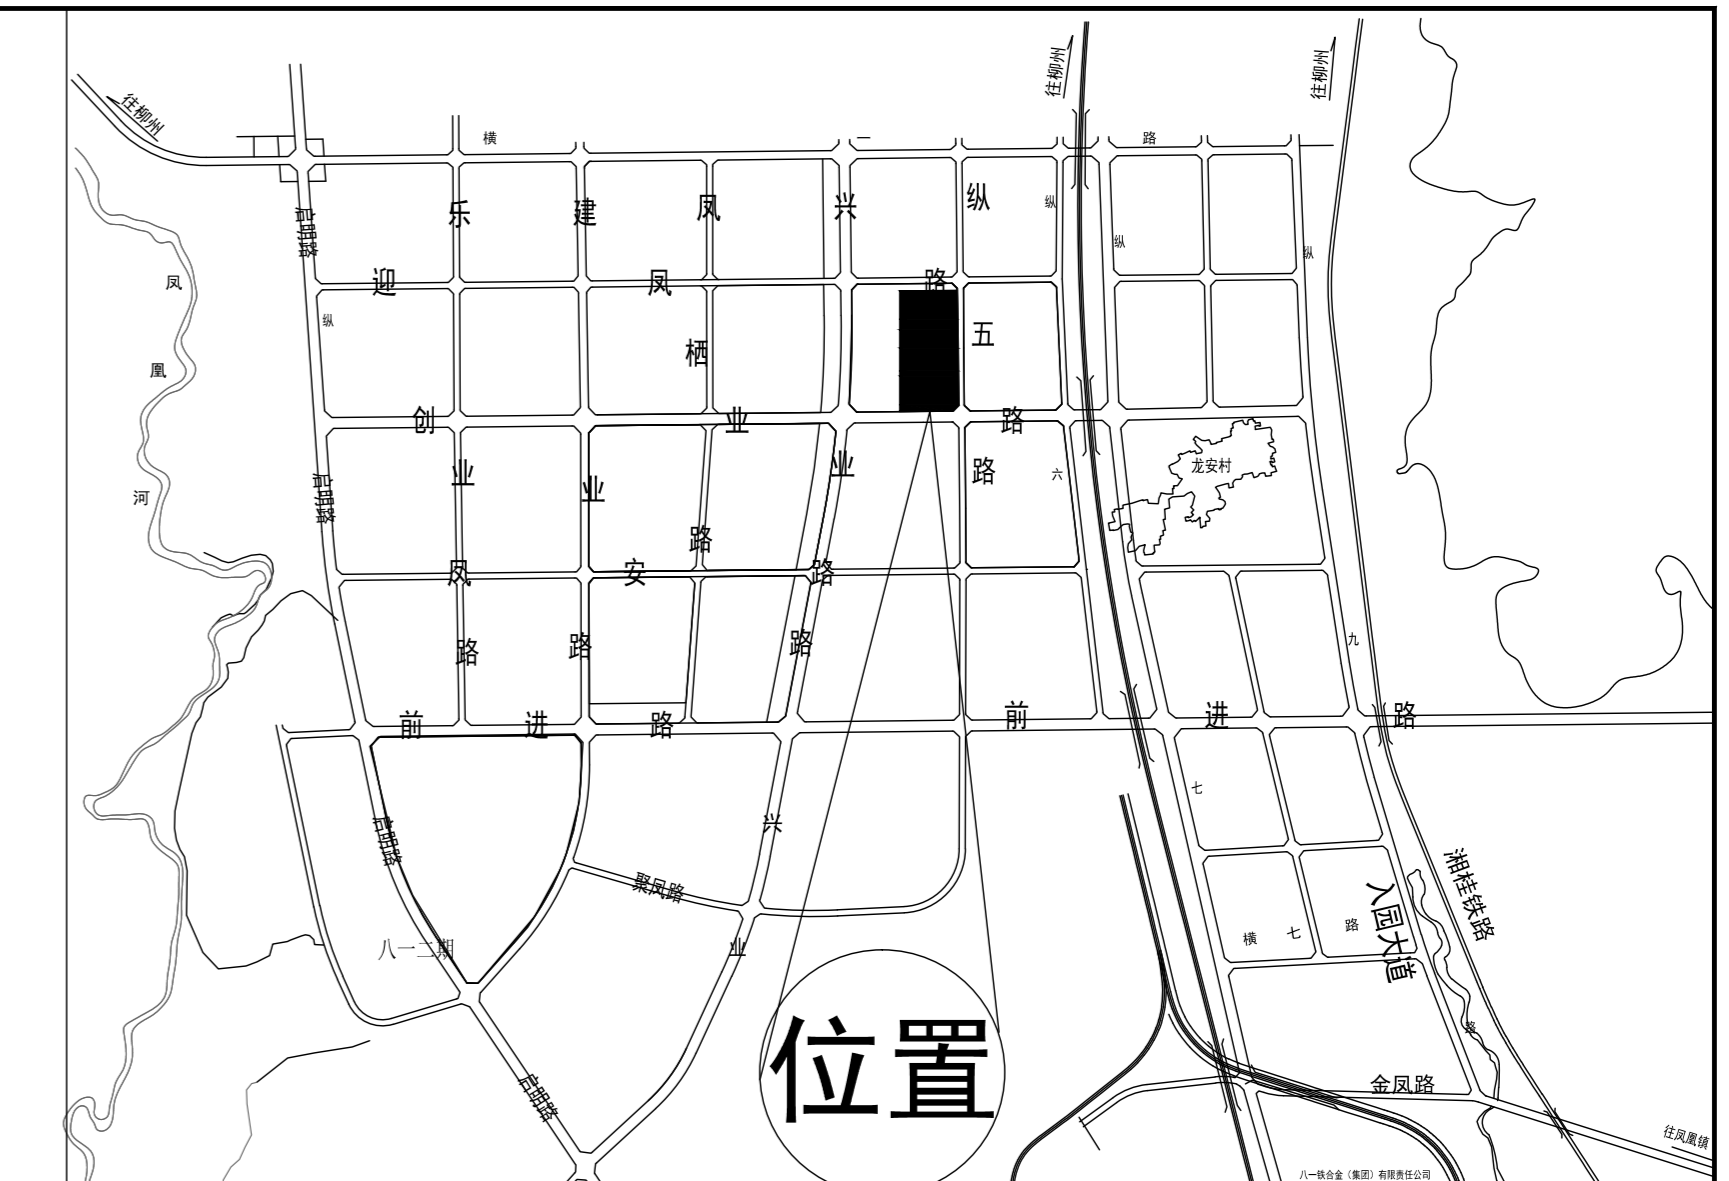 往柳州
往柳州
往柳州
横 一 路
启明路
乐
建
凤
兴
纵
纵
纵
纵
迎 凤 路
凤
凰
河
纵
栖
五
创 业 路
业
业
业
路
六
龙安村
启明路
路
凤 安 路
路
路
路
九
前 进 路
前 进 路
七
启明路
兴
聚凤路
业
八一二期
湘桂铁路
入园大道
横 七 路
位置
路
启明路
金凤路
往凤凰镇
八一铁合金（集团）有限责任公司